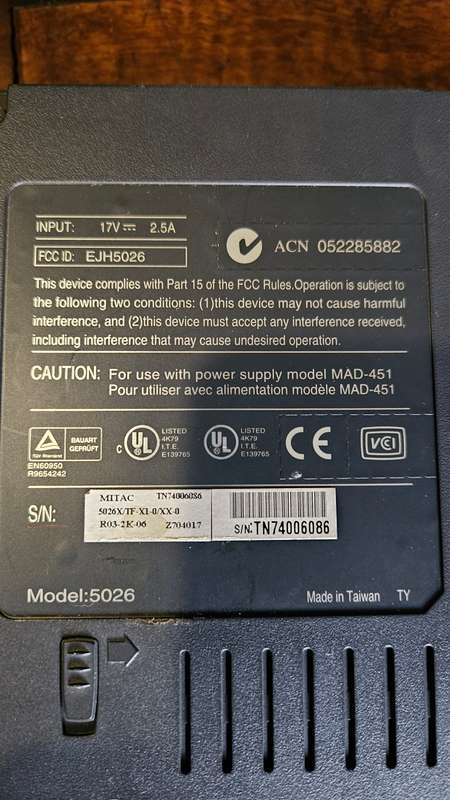 INPUT: 17V⎓ 2.5A
ACN 052285882
FCC ID: EJH5026
This device complies with Part 15 of the FCC Rules.Operation is subject to
the following two conditions: (1)this device may not cause harmful
interference, and (2)this device must accept any interference received,
including interference that may cause undesired operation.
CAUTION: For use with power supply model MAD-451
Pour utiliser avec alimentation modèle MAD-451
TÜV Rheinland
BAUART
GEPRÜFT
EN60950
R9654242
c UL LISTED
4K79
I.T.E.
E139765
UL LISTED
4K79
I.T.E.
E139765
CE
VCI
S/N:
MITAC TN74006086
5026X/TF-X1-0/XX-0
R03-2K-06 Z704017
S/N:TN74006086
Model:5026
Made in Taiwan TY